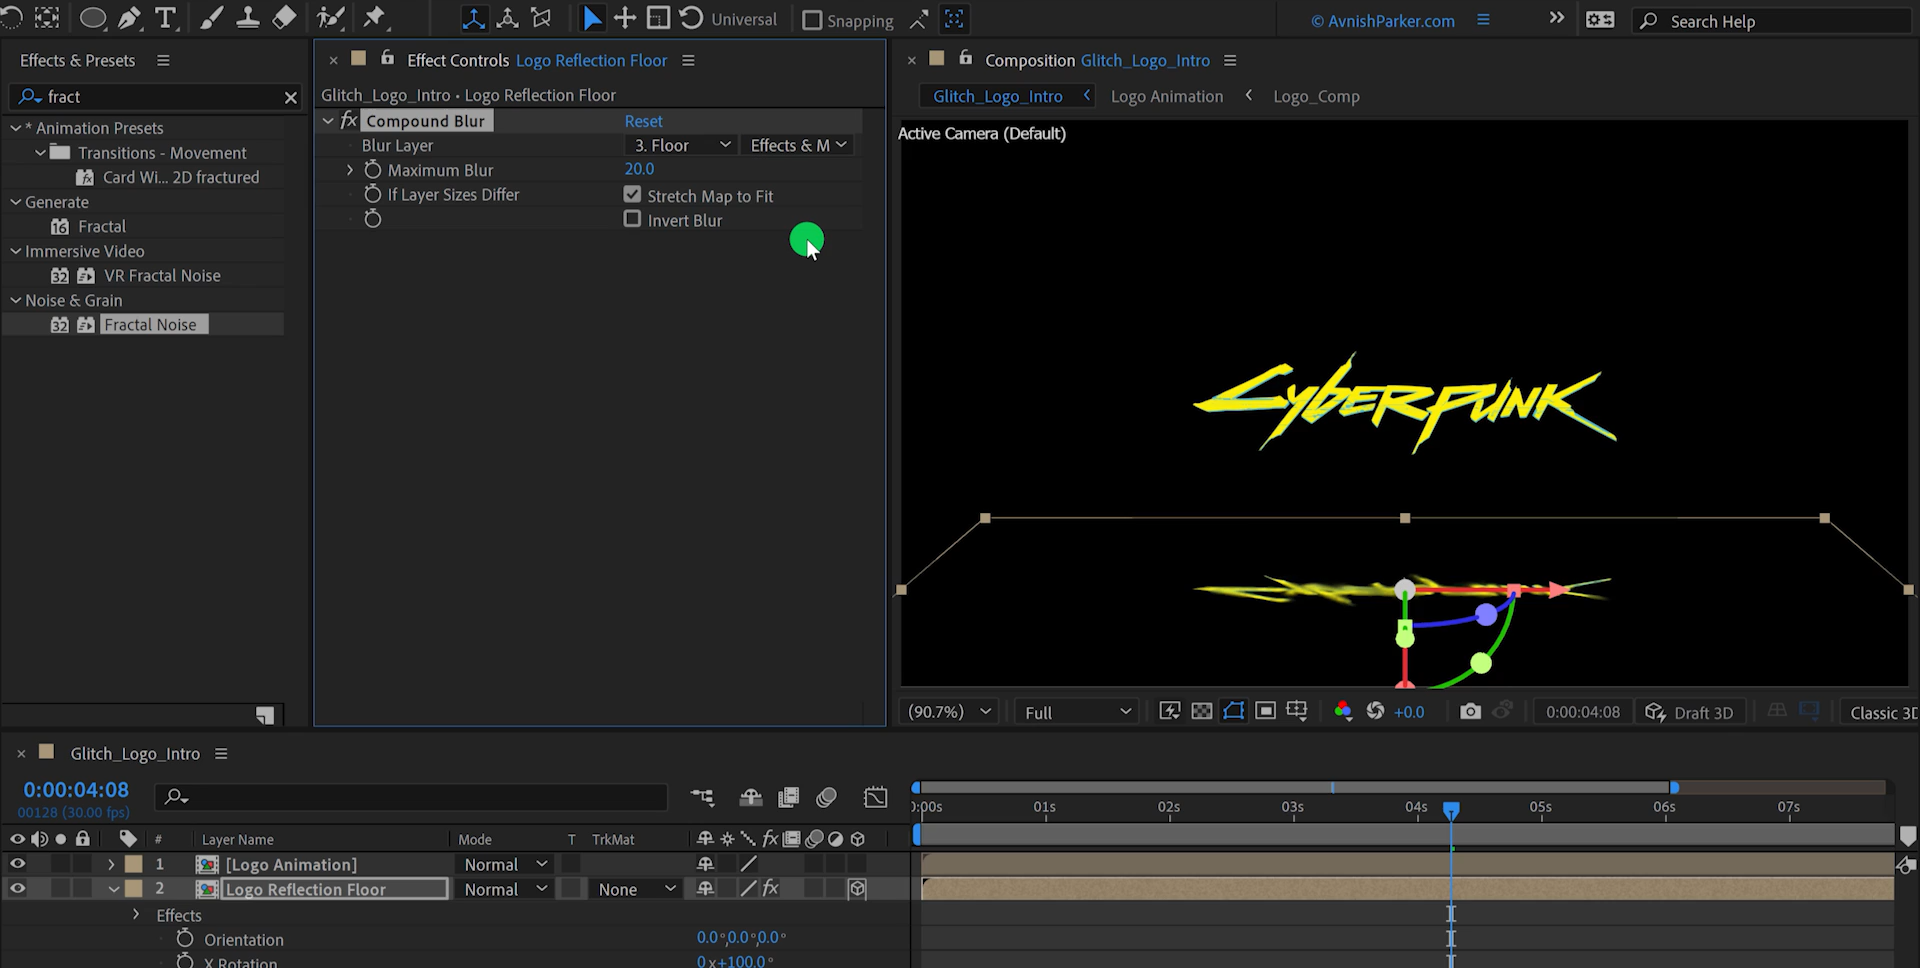 Universal
Snapping
© AvnishParker.com
Search Help
Effects & Presets
fract
* Animation Presets
Transitions - Movement
Card Wi... 2D fractured
Generate
16 Fractal
Immersive Video
32 VR Fractal Noise
Noise & Grain
32 Fractal Noise
Effect Controls Logo Reflection Floor
Glitch_Logo_Intro • Logo Reflection Floor
fx Compound Blur Reset
Blur Layer 3. Floor Effects & M
Maximum Blur 20.0
If Layer Sizes Differ Stretch Map to Fit
Invert Blur
Composition Glitch_Logo_Intro
Glitch_Logo_Intro Logo Animation Logo_Comp
Active Camera (Default)
CYBERPUNK
(90.7%) Full +0.0 0:00:04:08 Draft 3D Classic 3D
Glitch_Logo_Intro
0:00:04:08
00128 (30.00 fps)
):00s 01s 02s 03s 04s 05s 06s 07s
# Layer Name Mode T TrkMat fx
1 [Logo Animation] Normal
2 Logo Reflection Floor Normal None fx
Effects
Orientation 0.0°,0.0°,0.0°
X Rotation 0x+100.0°